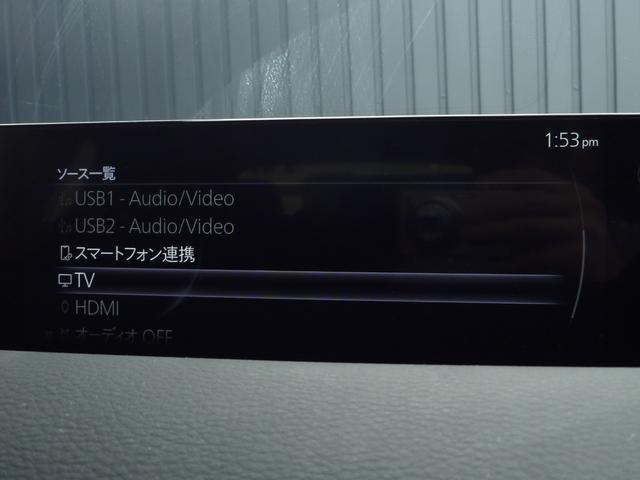 1:53pm
ソース一覧
USB1 - Audio/Video
USB2 - Audio/Video
スマートフォン連携
TV
HDMI
オーディオ OFF